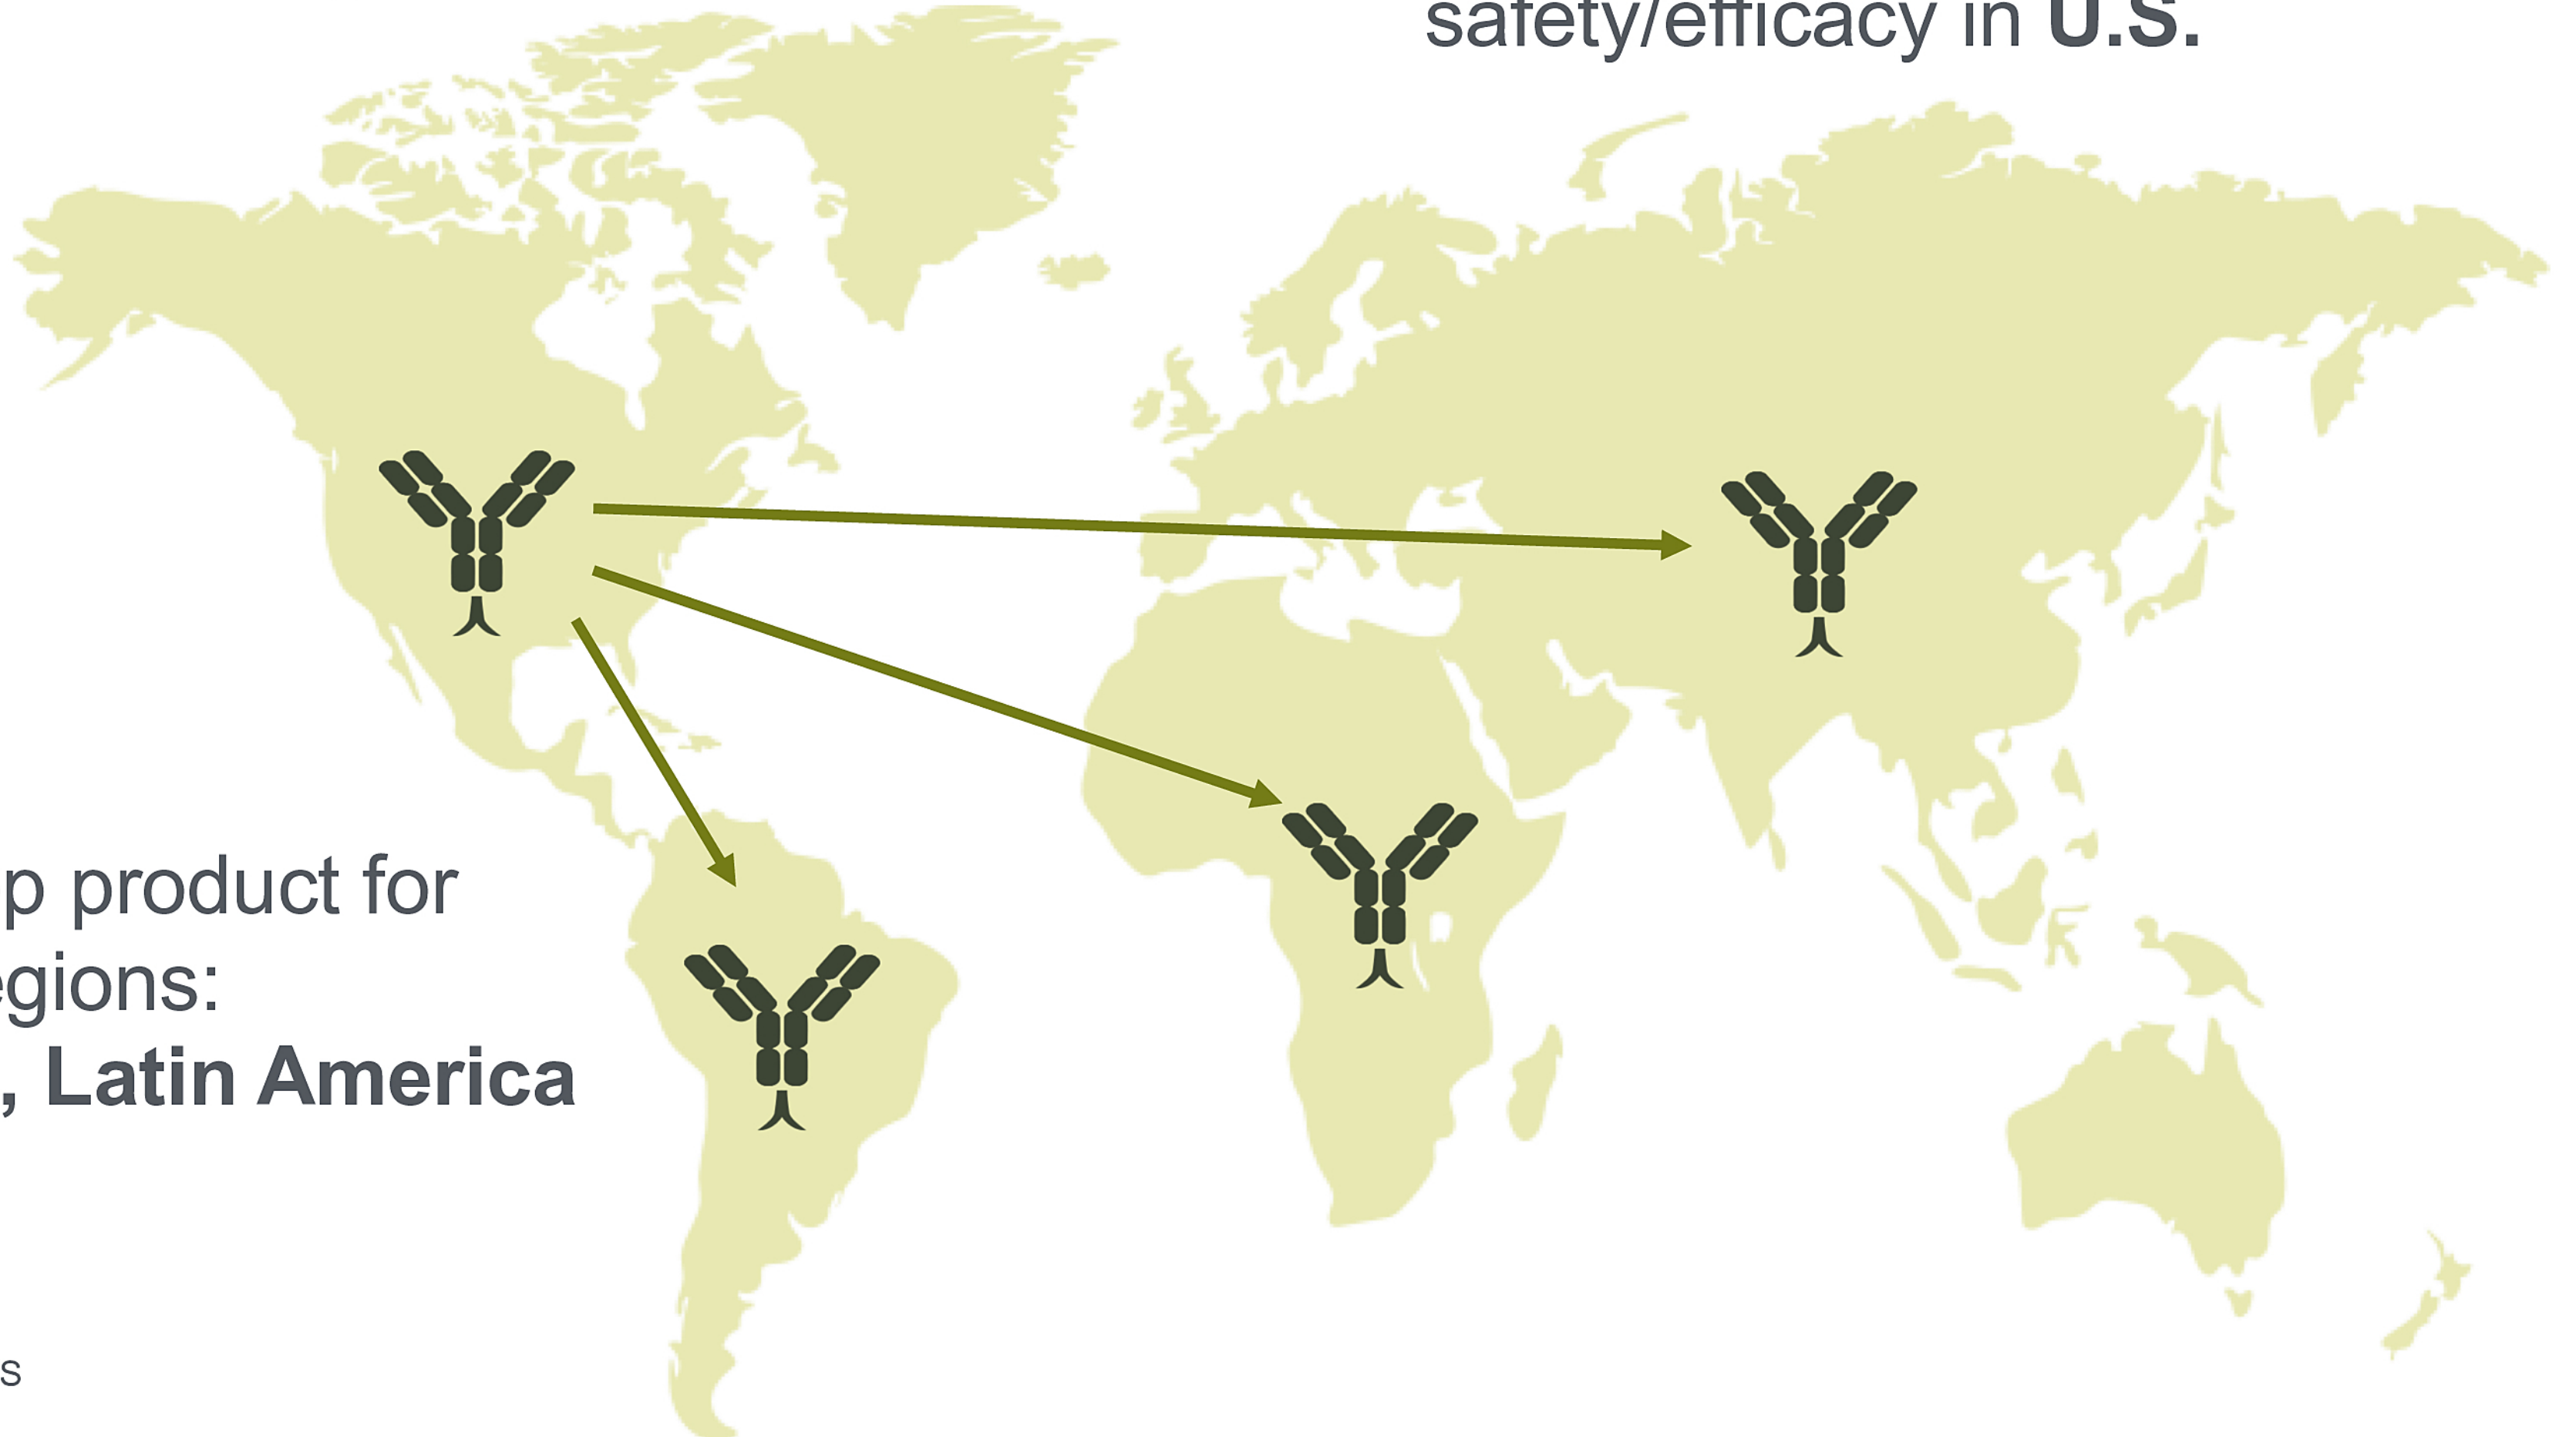 safety/efficacy in U.S.
p product for
egions:
, Latin America
s